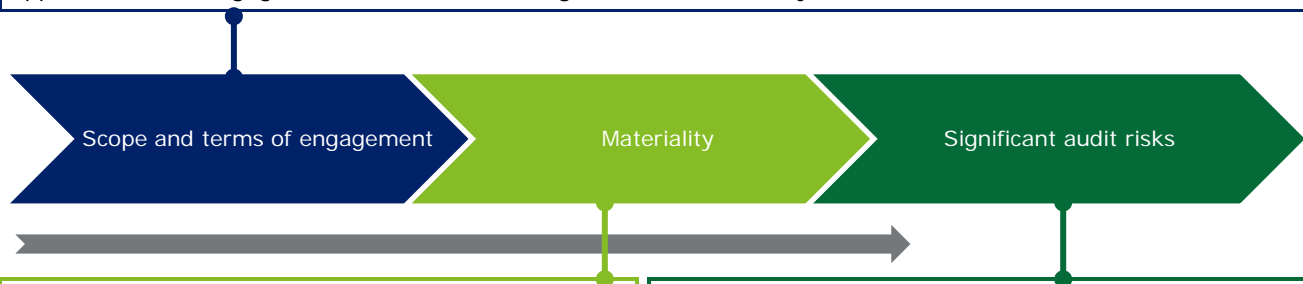 Scope and terms of engagement
Materiality
Significant audit risks